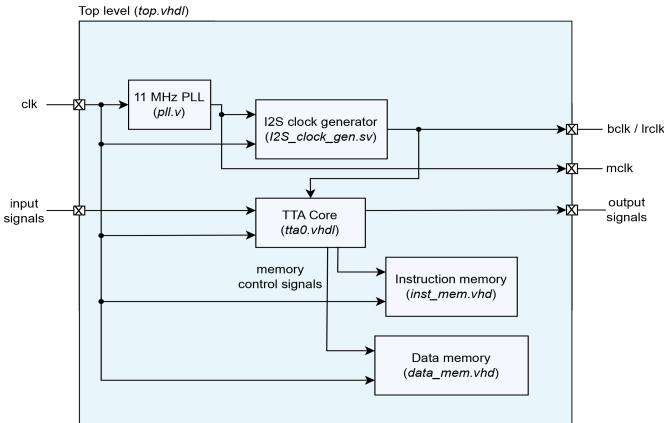 Top level (top.vhdl)
clk
11 MHz PLL
(pll.v)
I2S clock generator
(I2S_clock_gen.sv)
bclk / lrclk
mclk
input
signals
TTA Core
(tta0.vhdl)
output
signals
memory
control signals
Instruction memory
(inst_mem.vhd)
Data memory
(data_mem.vhd)